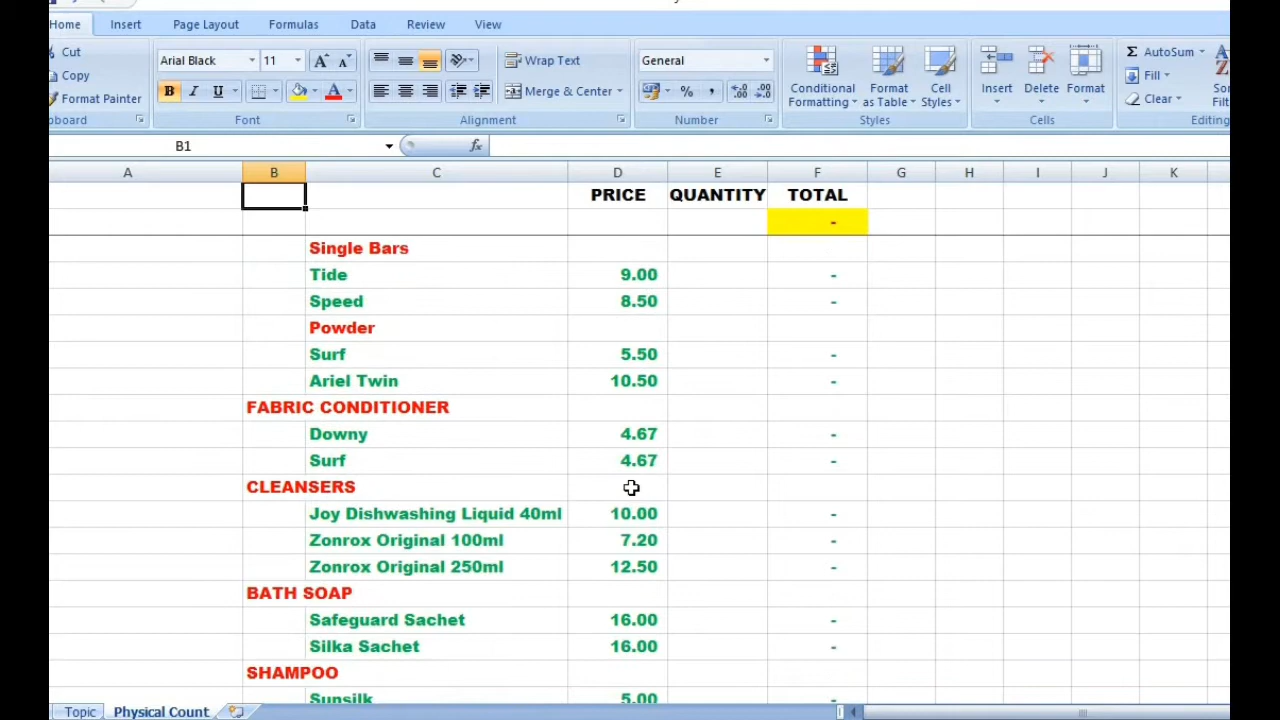 Home Insert Page Layout Formulas Data Review View
Cut Arial Black 11 Wrap Text General AutoSum
Copy Conditional Format Cell Insert Delete Format Fill
Format Painter B I U A Merge & Center % , Formatting as Table Styles Clear
Font Alignment Number Styles Cells Editing
B1 fx
A B C D E F G H I J K
PRICE QUANTITY TOTAL
-
Single Bars
Tide 9.00 -
Speed 8.50 -
Powder
Surf 5.50 -
Ariel Twin 10.50 -
FABRIC CONDITIONER
Downy 4.67 -
Surf 4.67 -
CLEANSERS
Joy Dishwashing Liquid 40ml 10.00 -
Zonrox Original 100ml 7.20 -
Zonrox Original 250ml 12.50 -
BATH SOAP
Safeguard Sachet 16.00 -
Silka Sachet 16.00 -
SHAMPOO
Sunsilk 5.00 -
Topic Physical Count